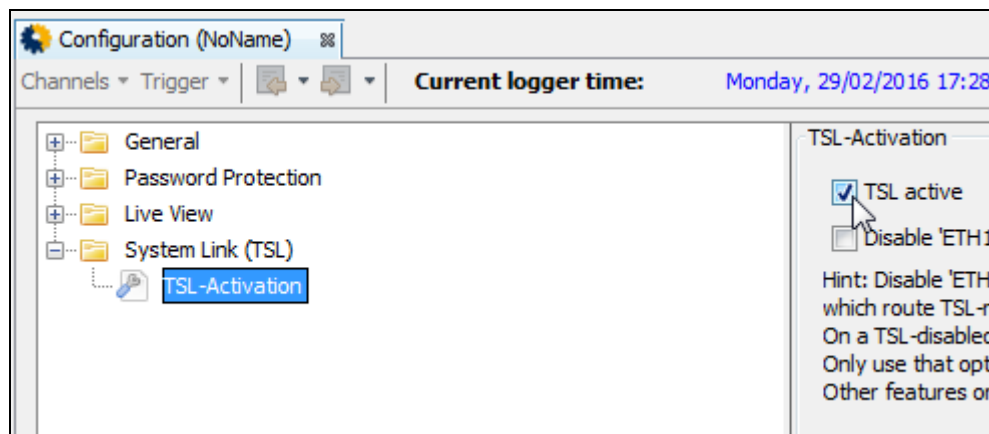 Configuration (NoName)
Channels Trigger Current logger time: Monday, 29/02/2016 17:28
General
Password Protection
Live View
System Link (TSL)
TSL-Activation
TSL-Activation
TSL active
Disable 'ETH1
Hint: Disable 'ETH
which route TSL-
On a TSL-disabled
Only use that opt
Other features